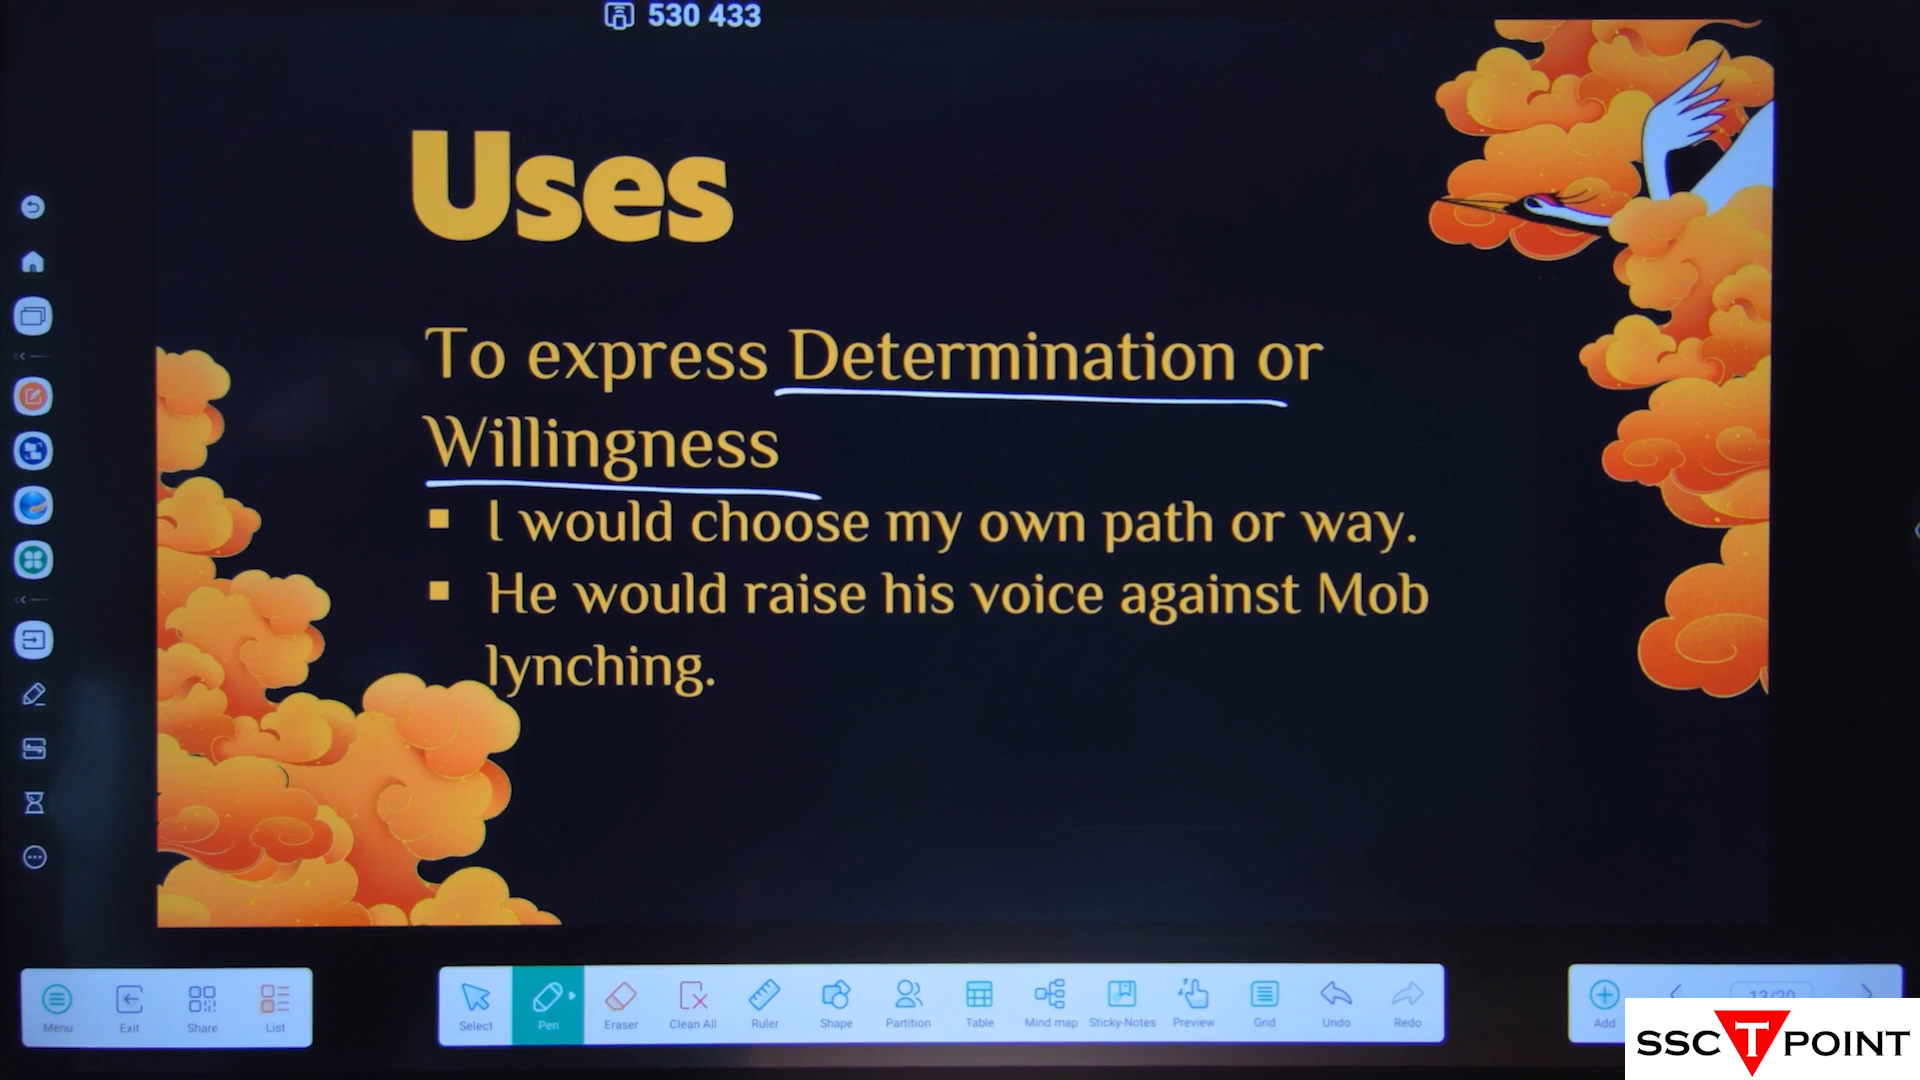 530 433
Uses
To express Determination or
Willingness
▪ I would choose my own path or way.
▪ He would raise his voice against Mob
lynching.
Menu Exit Share List
Select Pen Eraser Clean All Ruler Shape Partition Table Mind map Sticky-Notes Preview Grid Undo Redo
Add
SSC T POINT